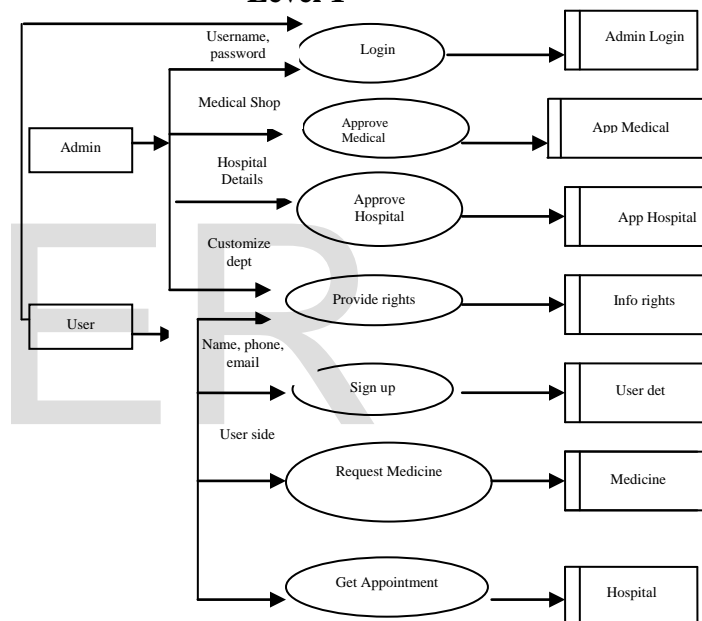 Level 1
Username,
password
Login
Admin Login
Medical Shop
Approve
Medical
App Medical
Admin
Hospital
Details
Approve
Hospital
App Hospital
Customize
dept
Provide rights
Info rights
User
Name, phone,
email
Sign up
User det
User side
Request Medicine
Medicine
Get Appointment
Hospital
ER